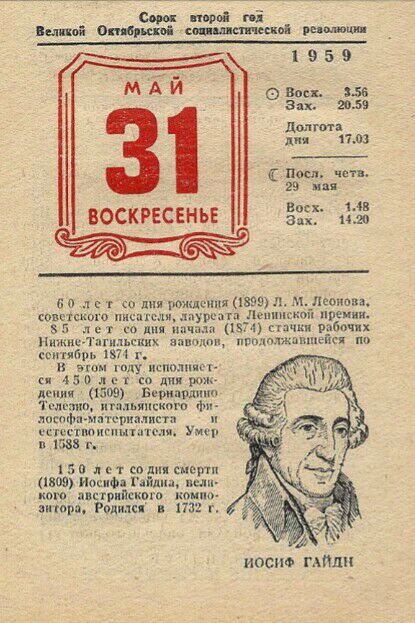 Сорок второй год
Великой Октябрьской социалистической революции
1959
МАЙ
31
ВОСКРЕСЕНЬЕ
Восх. 3.56
Зах. 20.59
Долгота
дня 17.03
Посл. четв.
29 мая
Восх. 1.48
Зах. 14.20
60 лет со дня рождения (1899) Л. М. Леонова,
советского писателя, лауреата Ленинской премии.
85 лет со дня начала (1874) стачки рабочих
Нижне-Тагильских заводов, продолжавшейся по
сентябрь 1874 г.
В этом году исполняет-
ся 450 лет со дня рож-
дения (1509) Бернардино
Телезио, итальянского фи-
лософа-материалиста и
естествоиспытателя. Умер
в 1588 г.
150 лет со дня смерти
(1809) Иосифа Гайдна, вели-
кого австрийского компо-
зитора, Родился в 1732 г.
ИОСИФ ГАЙДН